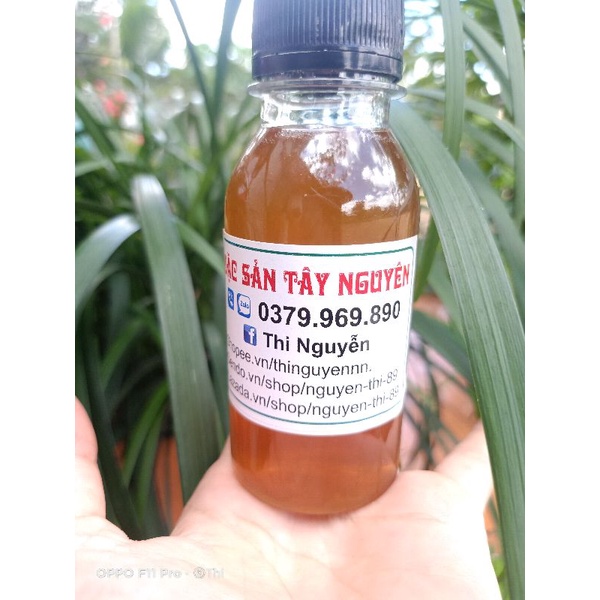 ẶC SẢN TÂY NGUYÊN
Zalo 0379.969.890
f Thi Nguyễn
hopee.vn/thinguyennn.
endo.vn/shop/nguyen-thi-89
azada.vn/shop/nguyen-thi-89
OPPO F11 Pro · ©Thi